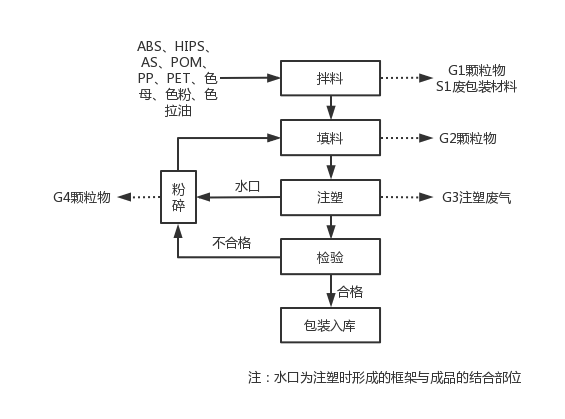 ABS、HIPS、
AS、POM、
PP、PET、色
母、色粉、色
拉油
拌料
G1颗粒物
S1废包装材料
填料
G2颗粒物
粉
碎
G4颗粒物
水口
注塑
G3注塑废气
不合格
检验
合格
包装入库
注：水口为注塑时形成的框架与成品的结合部位